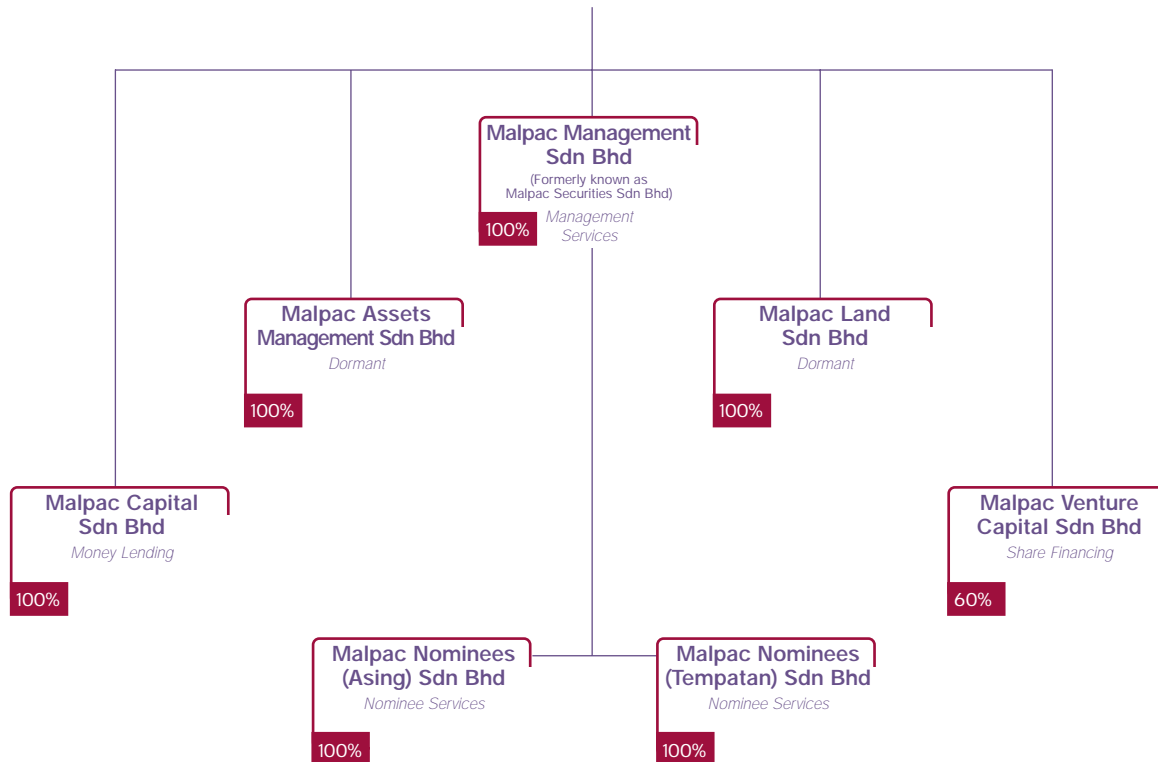 Malpac Management
Sdn Bhd
(Formerly known as
Malpac Securities Sdn Bhd)
Management
Services
100%
Malpac Assets
Management Sdn Bhd
Dormant
100%
Malpac Land
Sdn Bhd
Dormant
100%
Malpac Capital
Sdn Bhd
Money Lending
100%
Malpac Venture
Capital Sdn Bhd
Share Financing
60%
Malpac Nominees
(Asing) Sdn Bhd
Nominee Services
100%
Malpac Nominees
(Tempatan) Sdn Bhd
Nominee Services
100%